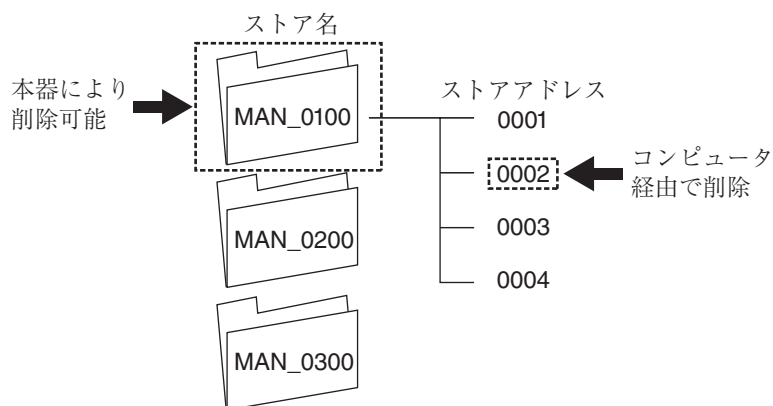 ストア名
本器により
削除可能
MAN_0100
ストアアドレス
0001
0002
コンピュータ
経由で削除
0003
0004
MAN_0200
MAN_0300